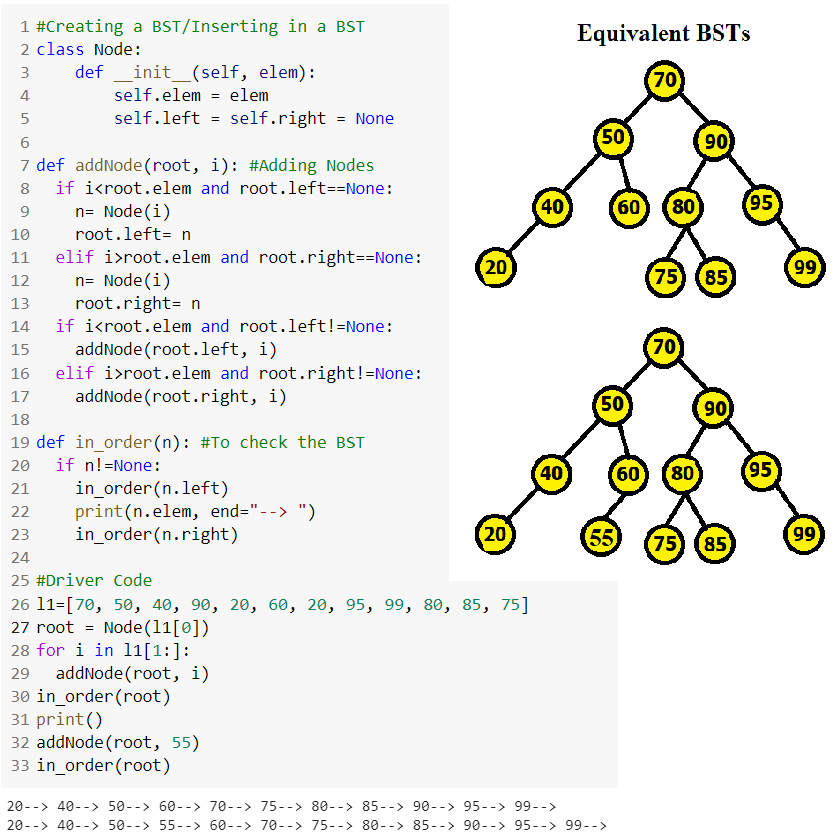 1 #Creating a BST/Inserting in a BST
2 class Node:
3     def __init__(self, elem):
4         self.elem = elem
5         self.left = self.right = None
6
7 def addNode(root, i): #Adding Nodes
8   if i<root.elem and root.left==None:
9     n= Node(i)
10     root.left= n
11   elif i>root.elem and root.right==None:
12     n= Node(i)
13     root.right= n
14   if i<root.elem and root.left!=None:
15     addNode(root.left, i)
16   elif i>root.elem and root.right!=None:
17     addNode(root.right, i)
18
19 def in_order(n): #To check the BST
20   if n!=None:
21     in_order(n.left)
22     print(n.elem, end="--> ")
23     in_order(n.right)
24
25 #Driver Code
26 l1=[70, 50, 40, 90, 20, 60, 20, 95, 99, 80, 85, 75]
27 root = Node(l1[0])
28 for i in l1[1:]:
29   addNode(root, i)
30 in_order(root)
31 print()
32 addNode(root, 55)
33 in_order(root)
20--> 40--> 50--> 60--> 70--> 75--> 80--> 85--> 90--> 95--> 99-->
20--> 40--> 50--> 55--> 60--> 70--> 75--> 80--> 85--> 90--> 95--> 99-->
Equivalent BSTs
70
50 90
40 60 80 95
20 75 85 99
70
50 90
40 60 80 95
20 55 75 85 99